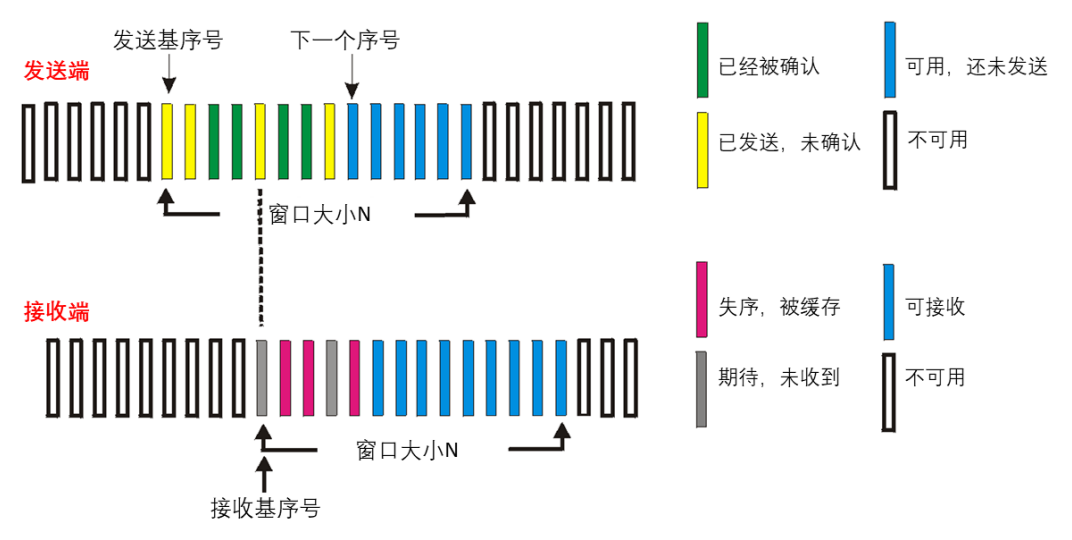 发送基序号
下一个序号
发送端
窗口大小N
已经被确认
可用，还未发送
已发送，未确认
不可用
接收端
窗口大小N
接收基序号
失序，被缓存
可接收
期待，未收到
不可用